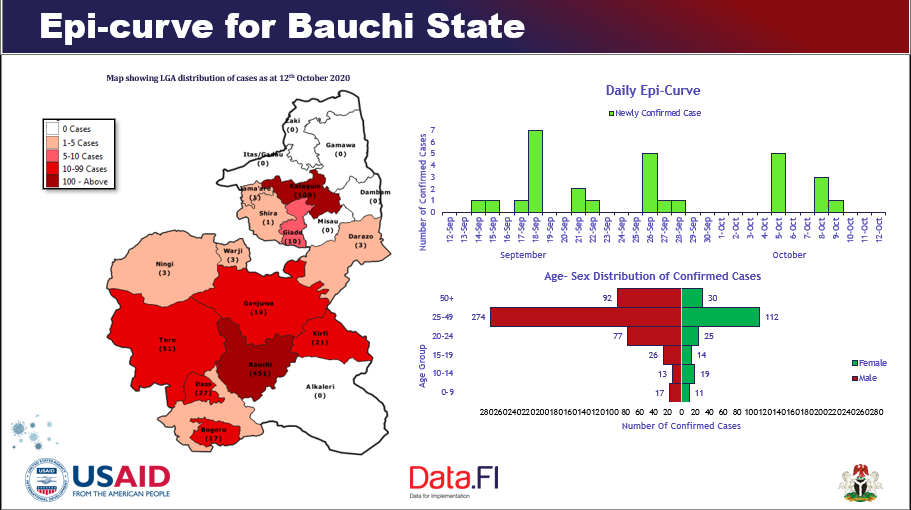 Epi-curve for Bauchi State
Map showing LGA distribution of cases as at 12th October 2020
0 Cases
1-5 Cases
5-10 Cases
10-99 Cases
100 - Above
Zaki
(0)
Gamawa
(0)
Itas/Gadau
(0)
Jama'are
Dambam
(0)
Shira
(1)
Misau
(0)
Giade
(10)
Darazo
(3)
Warji
(3)
Ningi
(3)
Ganjuwa
(39)
Kirfi
(21)
Toro
(51)
Bauchi
(451)
Alkaleri
(0)
Dass
(27)
Bogoro
(17)
Daily Epi-Curve
Newly Confirmed Case
Number of Confirmed Cases
7
6
5
4
3
2
1
0
12-Sep
13-Sep
14-Sep
15-Sep
16-Sep
17-Sep
18-Sep
19-Sep
20-Sep
21-Sep
22-Sep
23-Sep
24-Sep
25-Sep
26-Sep
27-Sep
28-Sep
29-Sep
30-Sep
1-Oct
2-Oct
3-Oct
4-Oct
5-Oct
6-Oct
7-Oct
8-Oct
9-Oct
10-Oct
11-Oct
12-Oct
September October
Age- Sex Distribution of Confirmed Cases
Age Group
50+ 92 30
25-49 274 112
20-24 77 25
15-19 26 14
10-14 13 19
0-9 17 11
Female
Male
280260240220200180160140120100 80 60 40 20 0 20 40 60 80 100120140160180200220240260280
Number Of Confirmed Cases
USAID
FROM THE AMERICAN PEOPLE
Data.FI
Data for Implementation